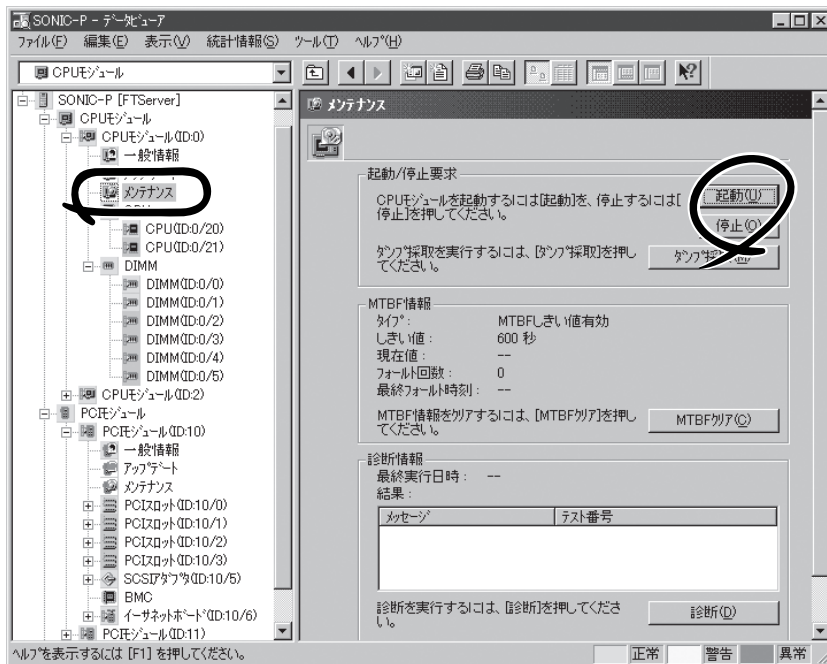 SONIC-P - データビューア
ファイル(F) 編集(E) 表示(V) 統計情報(S) ツール(T) ヘルプ(H)
CPUモジュール
SONIC-P [FTServer]
CPUモジュール
CPUモジュール(ID:0)
一般情報
メンテナンス
CPU(ID:0/20)
CPU(ID:0/21)
DIMM
DIMM(ID:0/0)
DIMM(ID:0/1)
DIMM(ID:0/2)
DIMM(ID:0/3)
DIMM(ID:0/4)
DIMM(ID:0/5)
CPUモジュール(ID:2)
PCIモジュール
PCIモジュール(ID:10)
一般情報
アップデート
メンテナンス
PCIスロット(ID:10/0)
PCIスロット(ID:10/1)
PCIスロット(ID:10/2)
PCIスロット(ID:10/3)
SCSIアダプタ(ID:10/5)
BMC
イーサネットボード(ID:10/6)
PCIモジュール(ID:11)
メンテナンス
起動/停止要求
CPUモジュールを起動するには[起動]を、停止するには[
停止]を押してください。
起動(U)
停止(O)
ダンプ採取を実行するには、[ダンプ採取]を押し
てください。
ダンプ採取(M)
MTBF情報
タイプ: MTBFしきい値有効
しきい値: 600 秒
現在値: --
フォールト回数: 0
最終フォールト時刻: --
MTBF情報をクリアするには、[MTBFクリア]を押し
てください。
MTBFクリア(C)
診断情報
最終実行日時: --
結果:
メッセージ テスト番号
診断を実行するには、[診断]を押してくださ
い。
診断(D)
ヘルプを表示するには [F1] を押してください。
正常 警告 異常